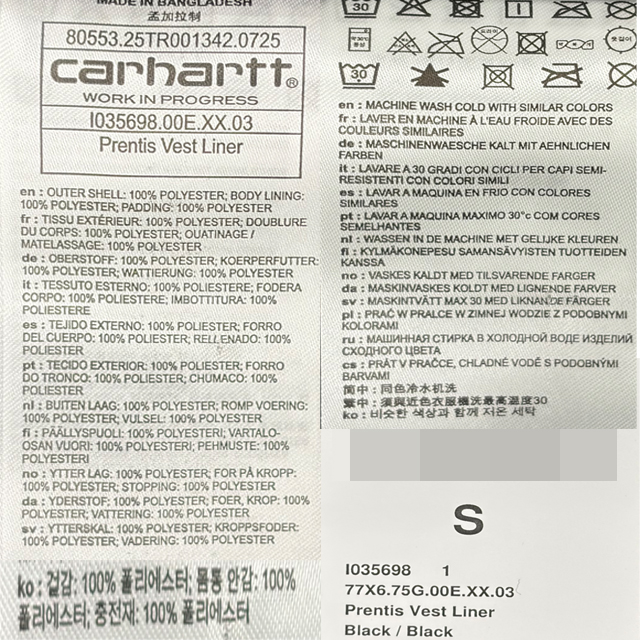 MADE IN BANGLADESH
孟加拉制
80553.25TR001342.0725
carhartt®
WORK IN PROGRESS
I035698.00E.XX.03
Prentis Vest Liner
en : OUTER SHELL: 100% POLYESTER; BODY LINING:
100% POLYESTER; PADDING: 100% POLYESTER
fr : TISSU EXTÉRIEUR: 100% POLYESTER; DOUBLURE
DU CORPS: 100% POLYESTER; OUATINAGE /
MATELASSAGE: 100% POLYESTER
de : OBERSTOFF: 100% POLYESTER; KOERPERFUTTER:
100% POLYESTER; WATTIERUNG: 100% POLYESTER
it : TESSUTO ESTERNO: 100% POLIESTERE; FODERA
CORPO: 100% POLIESTERE; IMBOTTITURA: 100%
POLIESTERE
es : TEJIDO EXTERNO: 100% POLYESTER; FORRO
DEL CUERPO: 100% POLYESTER; RELLENADO: 100%
POLYESTER
pt : TECIDO EXTERIOR: 100% POLIESTER; FORRO
DO TRONCO: 100% POLIESTER; CHUMACO: 100%
POLIESTER
nl : BUITEN LAAG: 100% POLYESTER; ROMP VOERING:
100% POLYESTER; VULSEL: 100% POLYESTER
fi : PÄÄLLYSPUOLI: 100% POLYESTERI; VARTALO-
OSAN VUORI: 100% POLYESTERI; PEHMUSTE: 100%
POLYESTERI
no : YTTER LAG: 100% POLYESTER; FOR PÅ KROPP:
100% POLYESTER; STOPPING: 100% POLYESTER
da : YDERSTOF: 100% POLYESTER; FOER, KROP: 100%
POLYESTER; VATTERING: 100% POLYESTER
sv : YTTERSKAL: 100% POLYESTER; KROPPSFODER:
100% POLYESTER; VADERING: 100% POLYESTER
ko : 겉감: 100% 폴리에스터; 몸통 안감: 100%
폴리에스터; 충전재: 100% 폴리에스터
30
30
en : MACHINE WASH COLD WITH SIMILAR COLORS
fr : LAVER EN MACHINE À L'EAU FROIDE AVEC DES
COULEURS SIMILAIRES
de : MASCHINENWAESCHE KALT MIT AEHNLICHEN
FARBEN
it : LAVARE A 30 GRADI CON CICLI PER CAPI SEMI-
RESISTENTI CON COLORI SIMILI
es : LAVAR A MAQUINA EN FRIO CON COLORES
SIMILARES
pt : LAVAR A MAQUINA MAXIMO 30°c COM CORES
SEMELHANTES
nl : WASSEN IN DE MACHINE MET GELIJKE KLEUREN
fi : KYLMÄKONEPESU SAMANSÄVYISTEN TUOTTEIDEN
KANSSA
no : VASKES KALDT MED TILSVARENDE FARGER
da : MASKINVASKES KOLDT MED LIGNENDE FARVER
sv : MASKINTVÄTT MAX 30 MED LIKNANDE FÄRGER
pl : PRAĆ W PRALCE W ZIMNEJ WODZIE Z PODOBNYMI
KOLORAMI
ru : МАШИННАЯ СТИРКА В ХОЛОДНОЙ ВОДЕ ИЗДЕЛИЙ
СХОДНОГО ЦВЕТА
cs : PRÁT V PRAČCE, CHLADNÉ VODĚ S PODOBNÝMI
BARVAMI
简中 : 同色冷水机洗
繁中 : 須與近色衣服機洗最高溫度30
ko : 비슷한 색상과 함께 저온 세탁
S
I035698 1
77X6.75G.00E.XX.03
Prentis Vest Liner
Black / Black